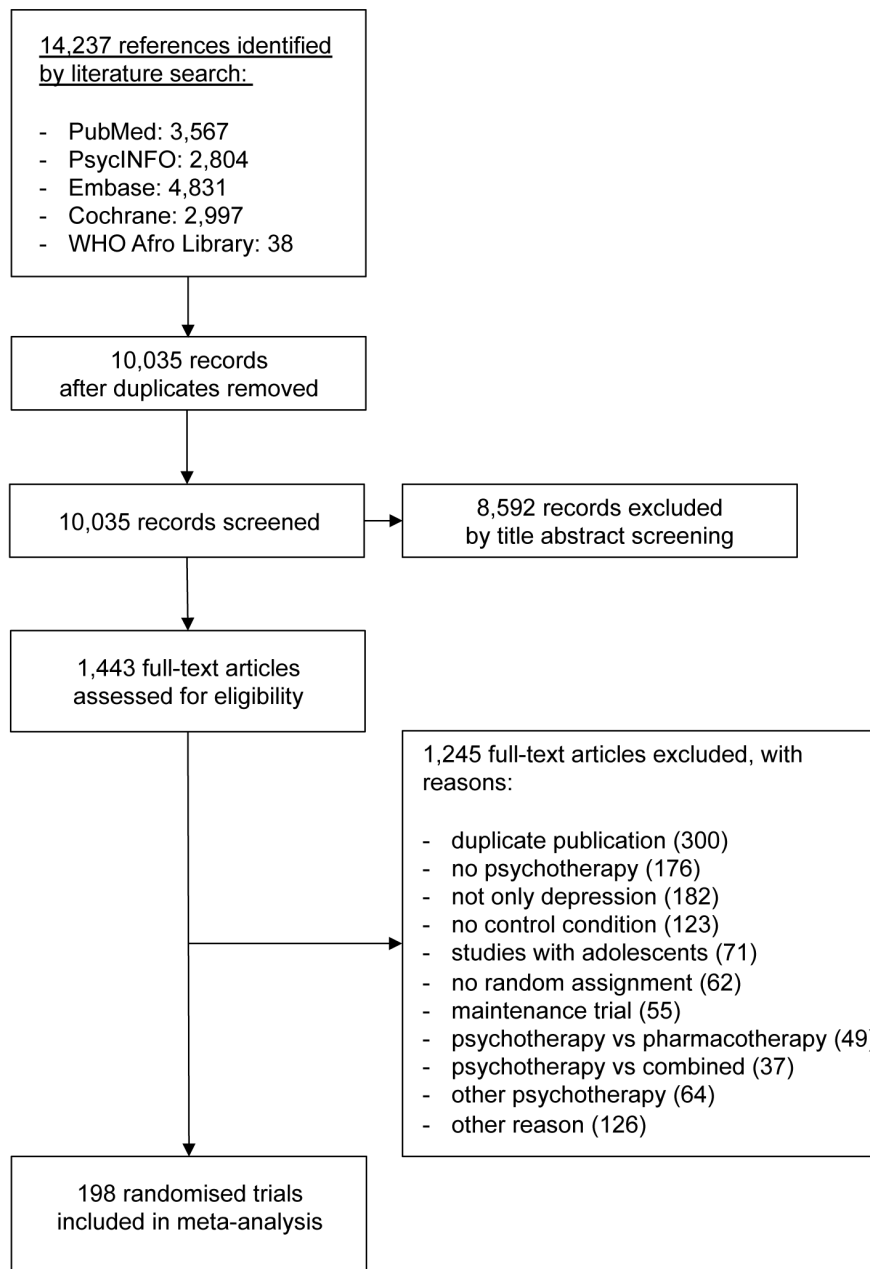 14,237 references identified
by literature search:
- PubMed: 3,567
- PsycINFO: 2,804
- Embase: 4,831
- Cochrane: 2,997
- WHO Afro Library: 38
10,035 records
after duplicates removed
10,035 records screened
8,592 records excluded
by title abstract screening
1,443 full-text articles
assessed for eligibility
1,245 full-text articles excluded, with
reasons:
- duplicate publication (300)
- no psychotherapy (176)
- not only depression (182)
- no control condition (123)
- studies with adolescents (71)
- no random assignment (62)
- maintenance trial (55)
- psychotherapy vs pharmacotherapy (49)
- psychotherapy vs combined (37)
- other psychotherapy (64)
- other reason (126)
198 randomised trials
included in meta-analysis